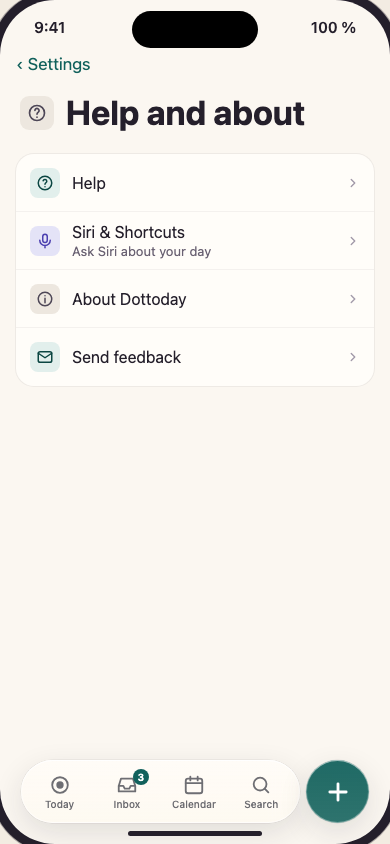 9:41
100 %
‹ Settings
Help and about
Help
Siri & Shortcuts
Ask Siri about your day
About Dottoday
Send feedback
3
Today
Inbox
Calendar
Search